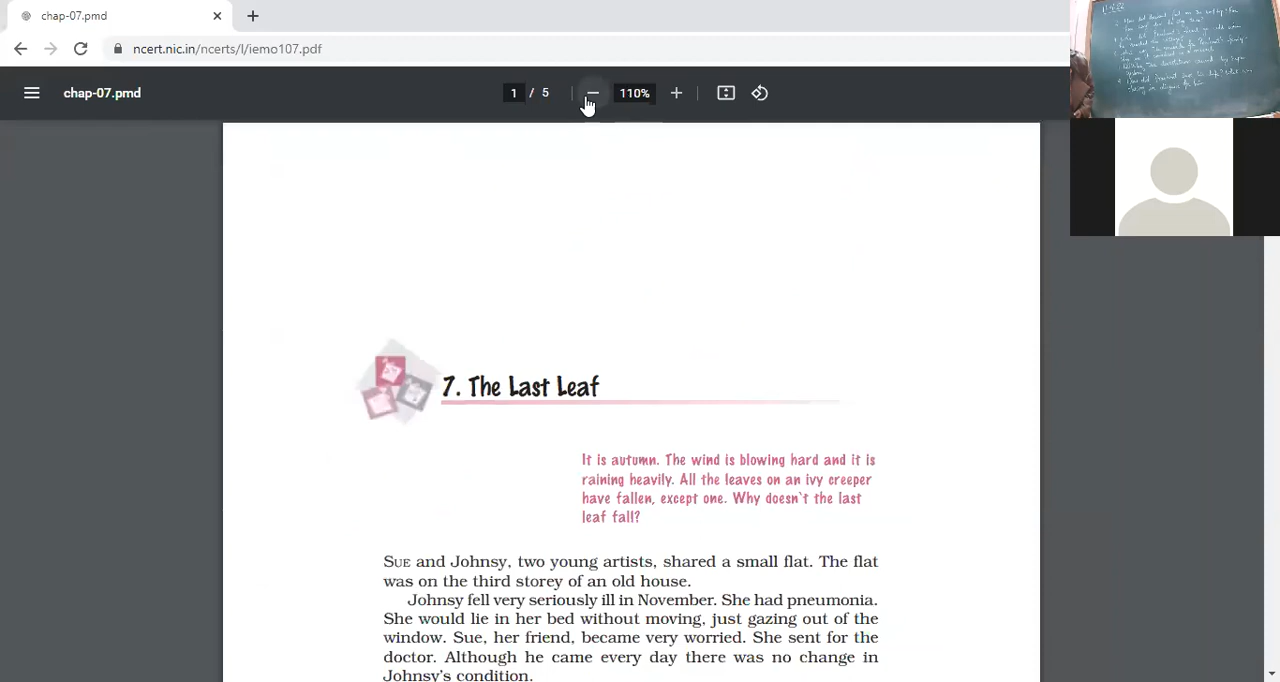 chap-07.pmd
ncert.nic.in/ncerts/l/iemo107.pdf
chap-07.pmd
1 / 5
110%
7. The Last Leaf
It is autumn. The wind is blowing hard and it is
raining heavily. All the leaves on an ivy creeper
have fallen, except one. Why doesn`t the last
leaf fall?
SUE and Johnsy, two young artists, shared a small flat. The flat
was on the third storey of an old house.
Johnsy fell very seriously ill in November. She had pneumonia.
She would lie in her bed without moving, just gazing out of the
window. Sue, her friend, became very worried. She sent for the
doctor. Although he came every day there was no change in
Johnsy's condition.